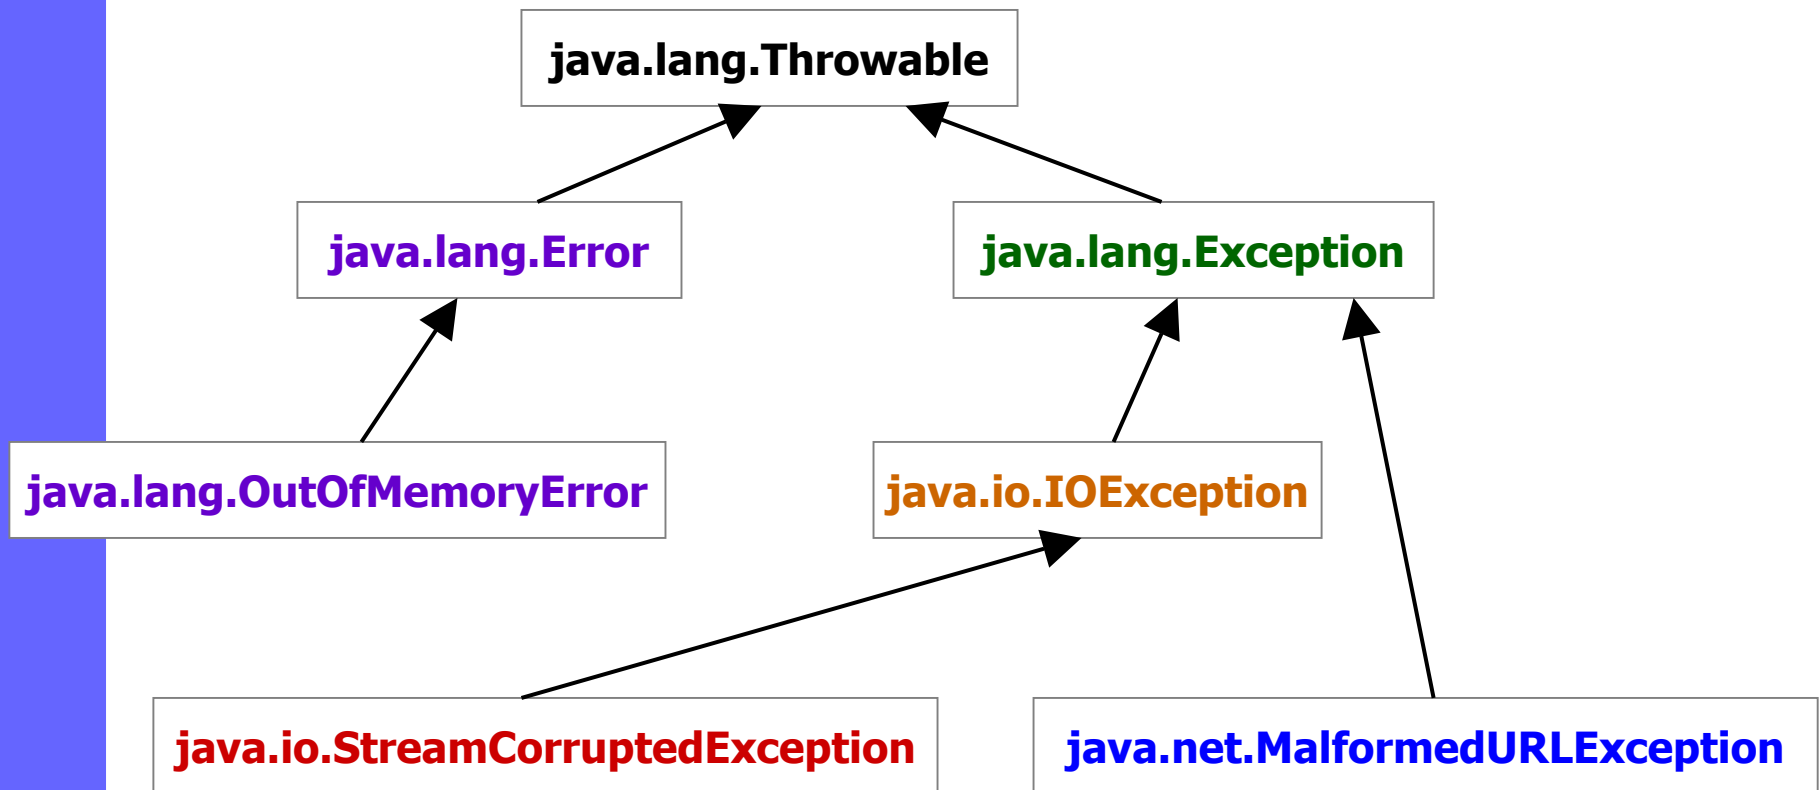 java.lang.Throwable
java.lang.Error
java.lang.Exception
java.lang.OutOfMemoryError
java.io.IOException
java.io.StreamCorruptedException
java.net.MalformedURLException